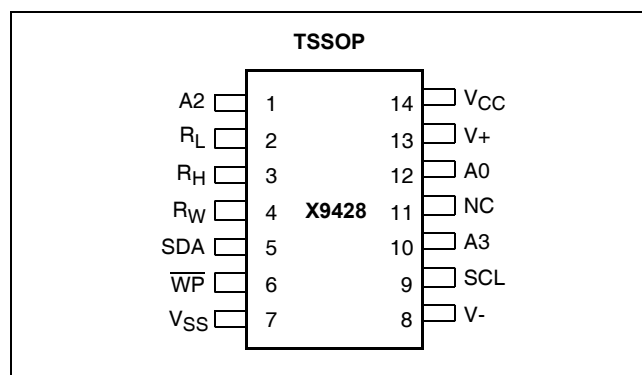 TSSOP
A2 1 14 VCC
RL 2 13 V+
RH 3 12 A0
RW 4 X9428 11 NC
SDA 5 10 A3
W̅P̅ 6 9 SCL
VSS 7 8 V-